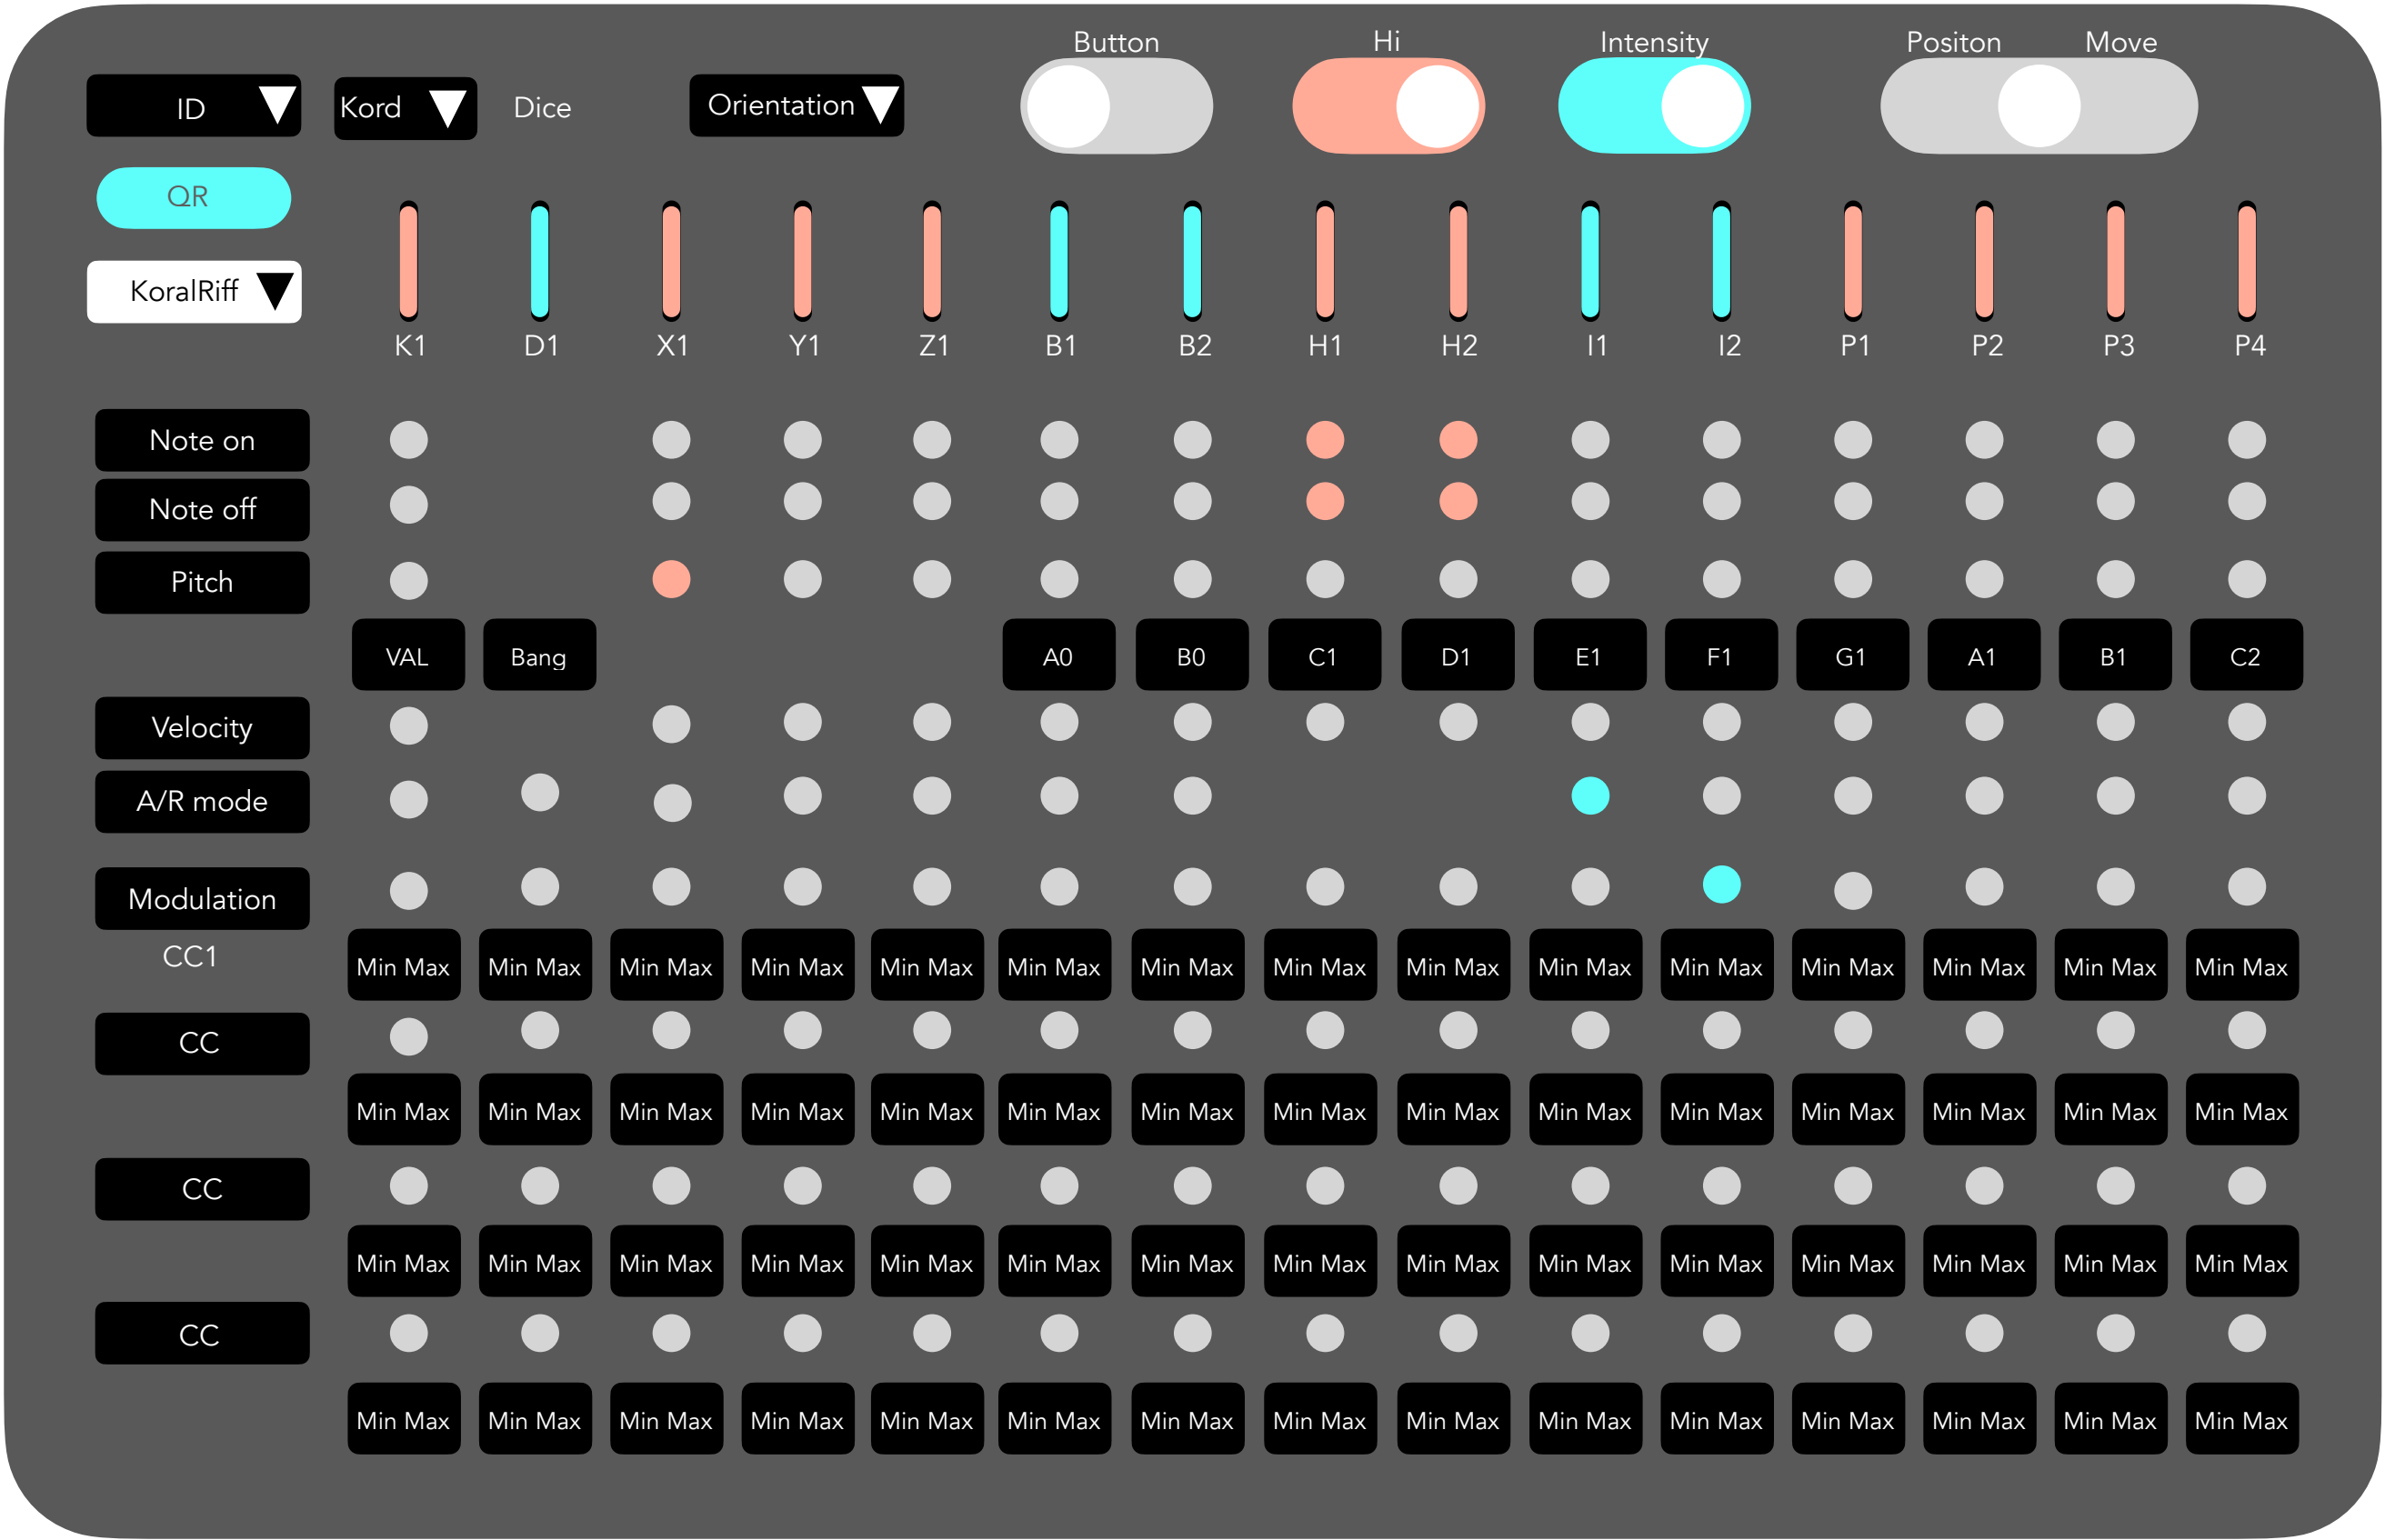 Button Hi Intensity Positon Move
ID Kord Dice Orientation
QR
KoralRiff
K1 D1 X1 Y1 Z1 B1 B2 H1 H2 I1 I2 P1 P2 P3 P4
Note on
Note off
Pitch
VAL Bang A0 B0 C1 D1 E1 F1 G1 A1 B1 C2
Velocity
A/R mode
Modulation
CC1
Min Max Min Max Min Max Min Max Min Max Min Max Min Max Min Max Min Max Min Max Min Max Min Max Min Max Min Max Min Max
CC
Min Max Min Max Min Max Min Max Min Max Min Max Min Max Min Max Min Max Min Max Min Max Min Max Min Max Min Max Min Max
CC
Min Max Min Max Min Max Min Max Min Max Min Max Min Max Min Max Min Max Min Max Min Max Min Max Min Max Min Max Min Max
CC
Min Max Min Max Min Max Min Max Min Max Min Max Min Max Min Max Min Max Min Max Min Max Min Max Min Max Min Max Min Max